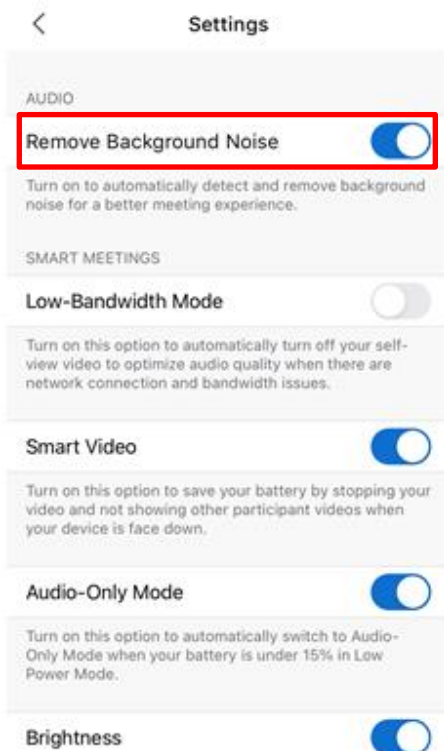 Settings
AUDIO
Remove Background Noise
Turn on to automatically detect and remove background
noise for a better meeting experience.
SMART MEETINGS
Low-Bandwidth Mode
Turn on this option to automatically turn off your self-
view video to optimize audio quality when there are
network connection and bandwidth issues.
Smart Video
Turn on this option to save your battery by stopping your
video and not showing other participant videos when
your device is face down.
Audio-Only Mode
Turn on this option to automatically switch to Audio-
Only Mode when your battery is under 15% in Low
Power Mode.
Brightness